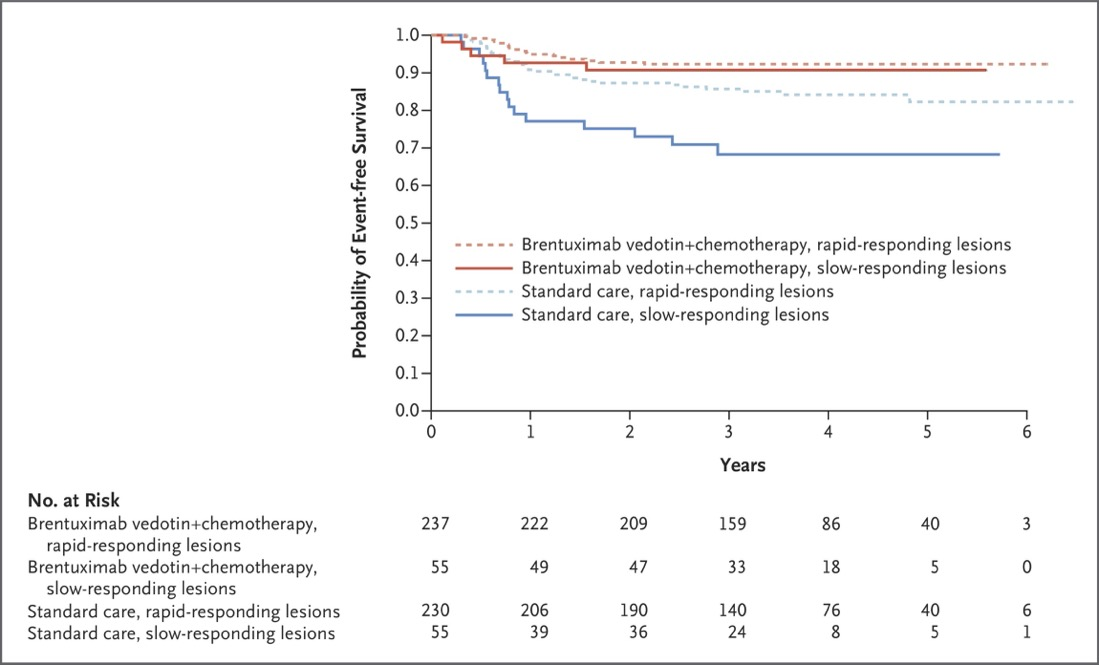 1.0
0.9
0.8
0.7
0.6
0.5
0.4
0.3
0.2
0.1
0.0
Probability of Event-free Survival
Brentuximab vedotin+chemotherapy, rapid-responding lesions
Brentuximab vedotin+chemotherapy, slow-responding lesions
Standard care, rapid-responding lesions
Standard care, slow-responding lesions
0 1 2 3 4 5 6
Years
No. at Risk
Brentuximab vedotin+chemotherapy, 237 222 209 159 86 40 3
rapid-responding lesions
Brentuximab vedotin+chemotherapy, 55 49 47 33 18 5 0
slow-responding lesions
Standard care, rapid-responding lesions 230 206 190 140 76 40 6
Standard care, slow-responding lesions 55 39 36 24 8 5 1